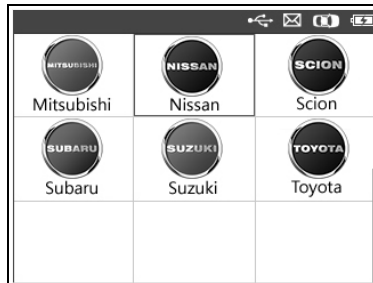 MITSUBISHI NISSAN SCION
Mitsubishi Nissan Scion
SUBARU SUZUKI TOYOTA
Subaru Suzuki Toyota